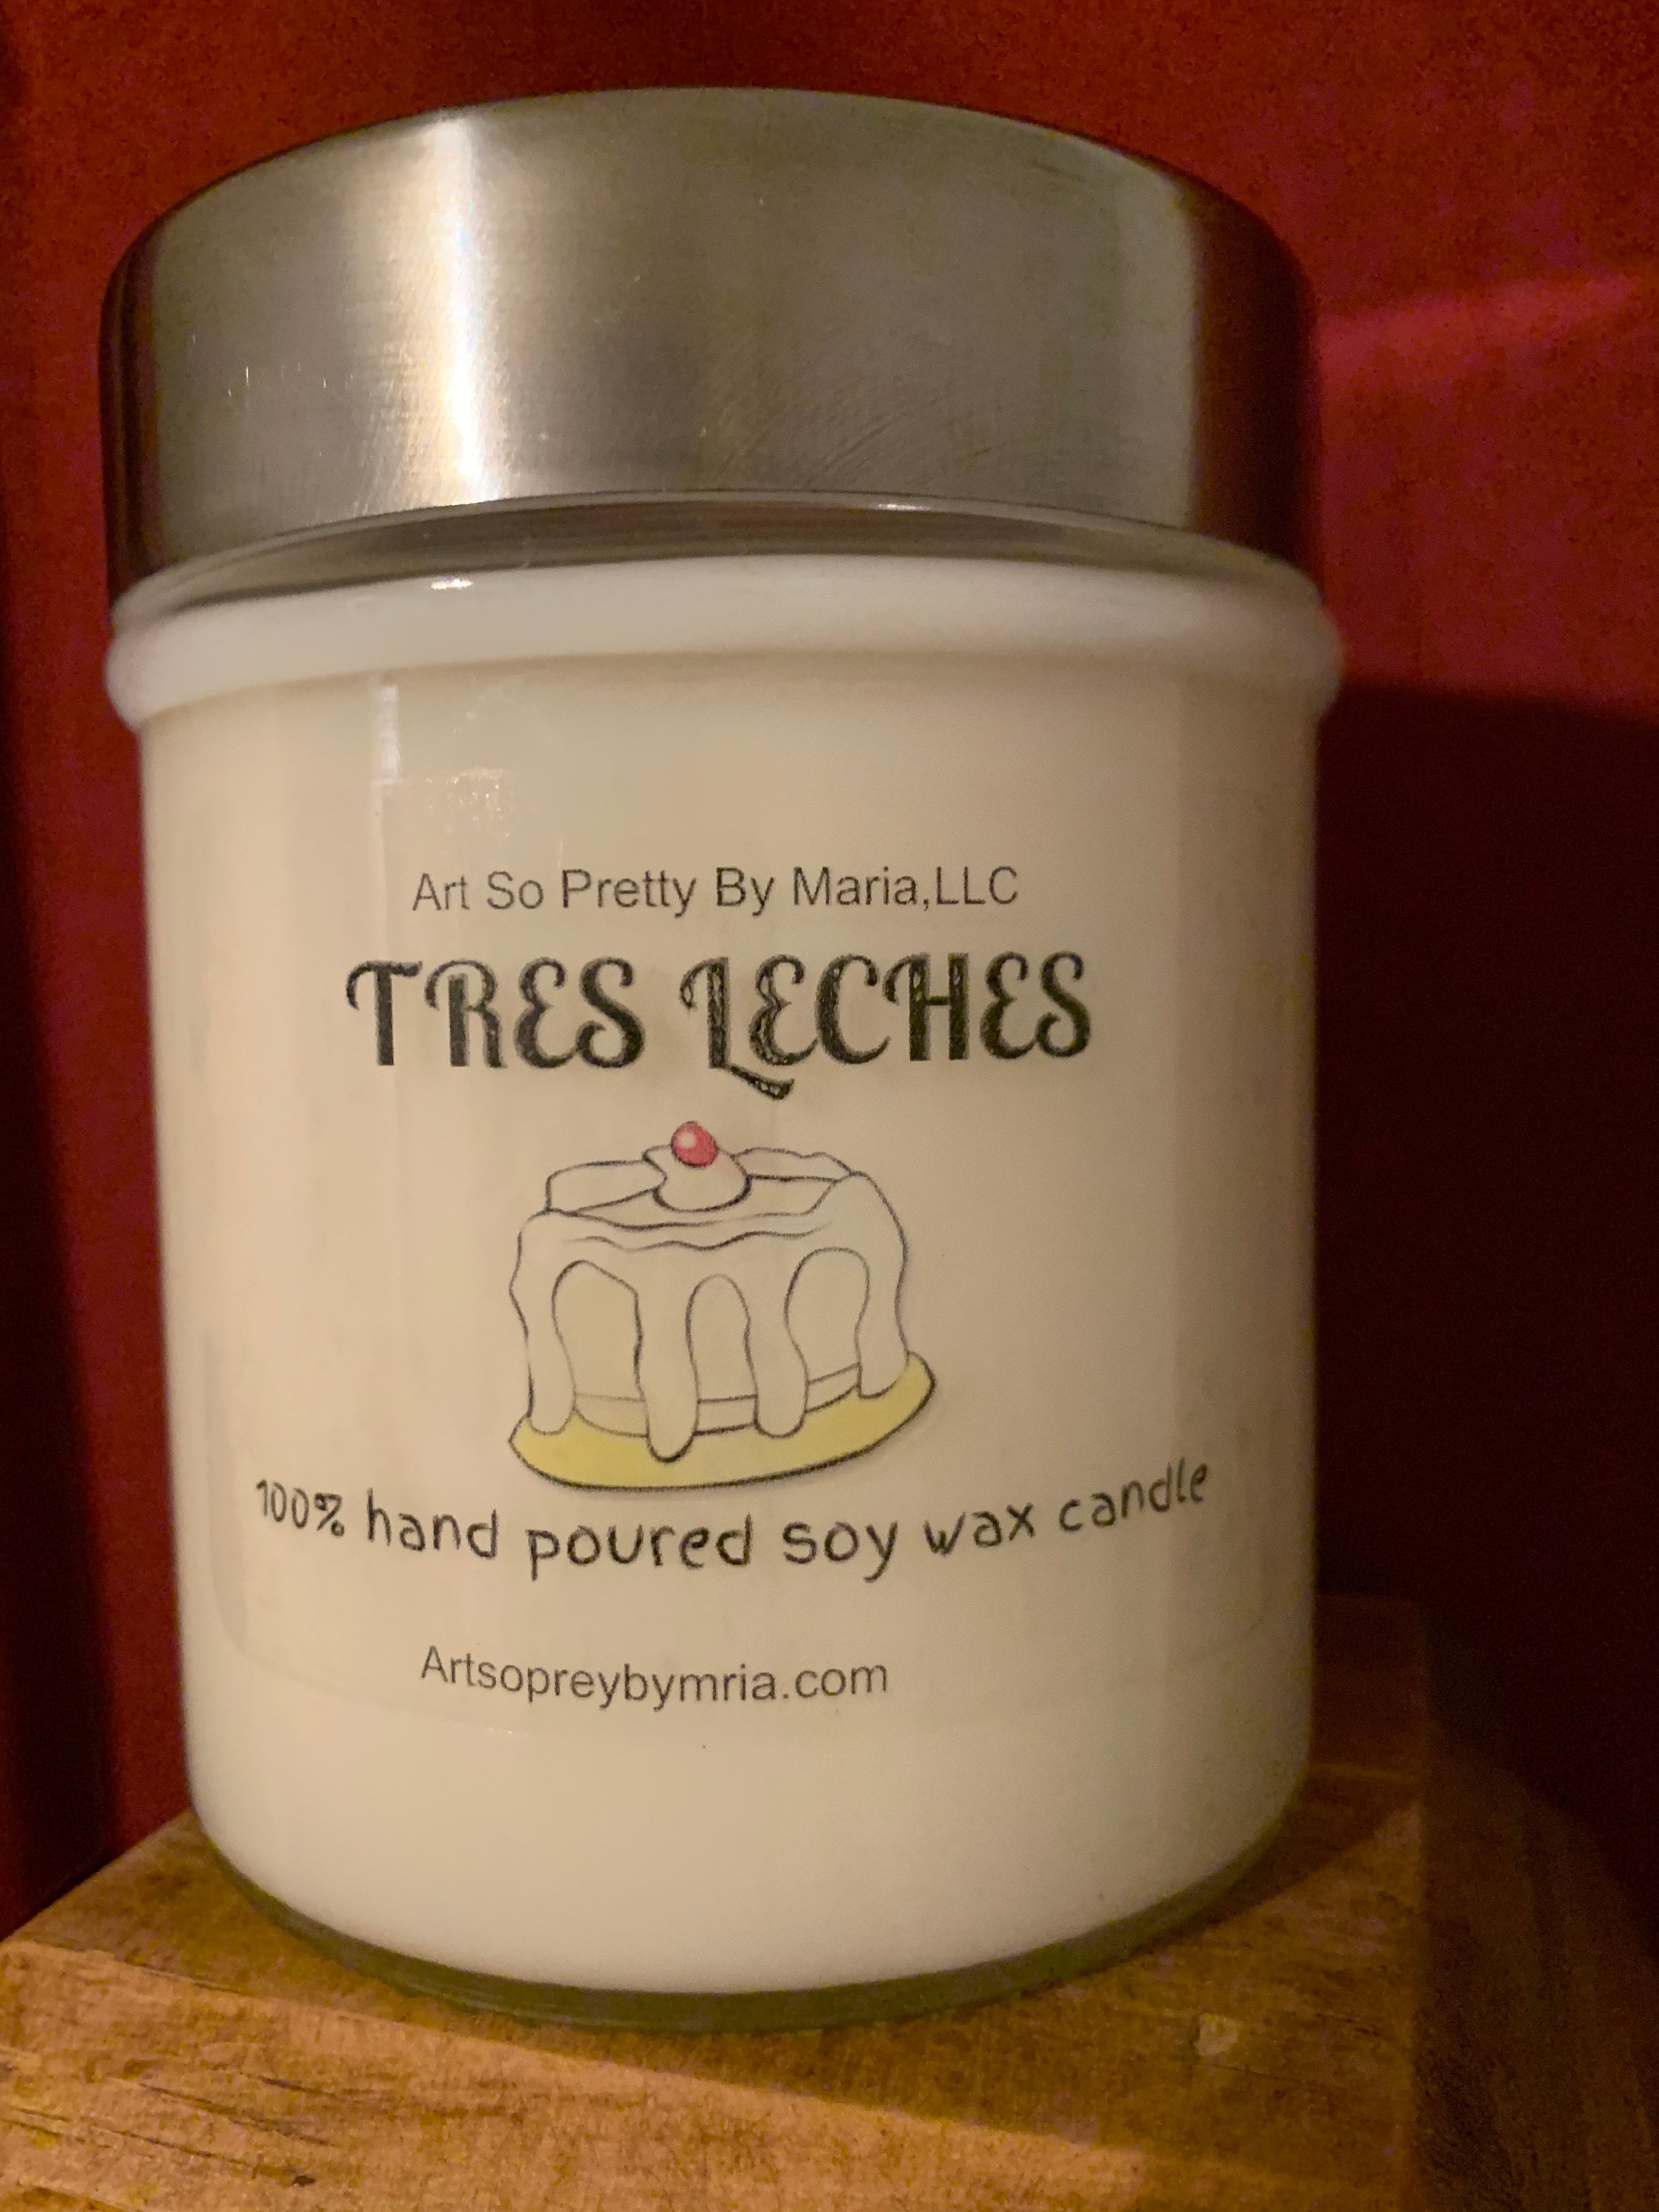 Art So Pretty By Maria,LLC
TRES LECHES
100% hand poured soy wax candle
Artsopreybymria.com